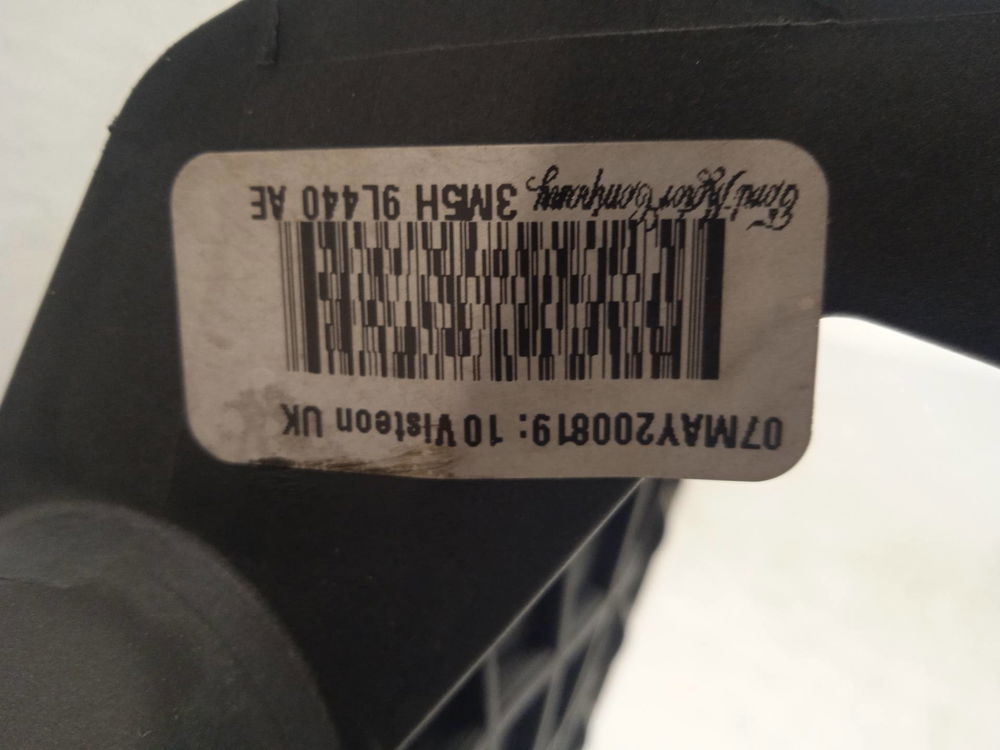 07MAY200819:10Visteon UK
Ford Motor Company 3M5H 9L440 AE